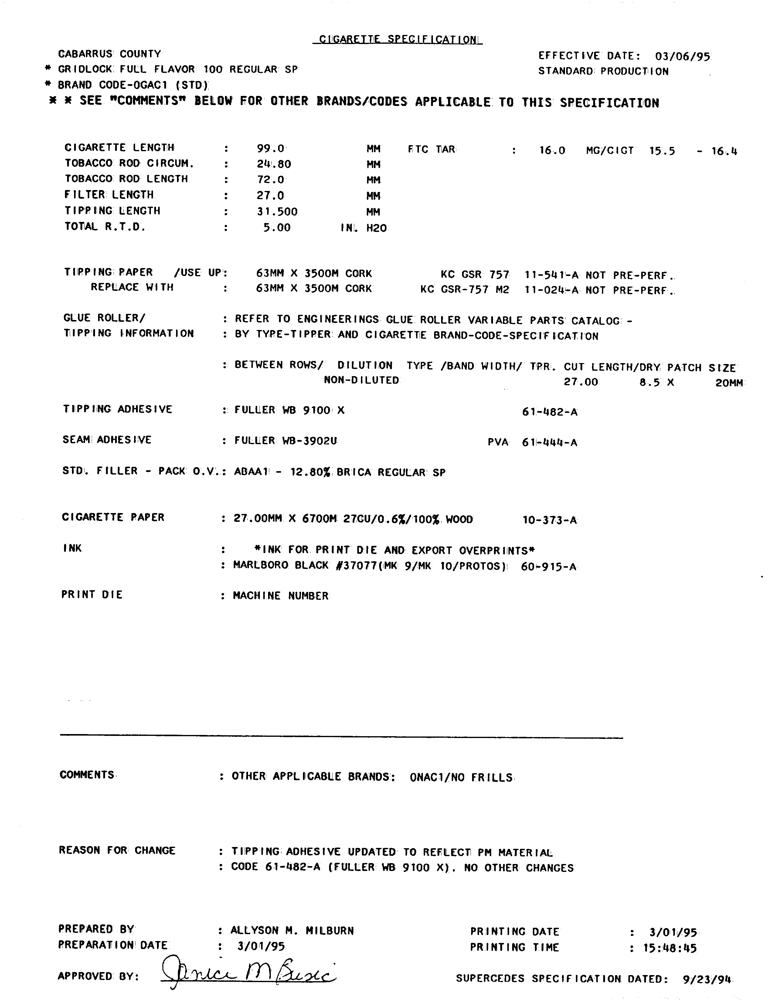 CIGARETTE SPECIFICATION
CABARRUS COUNTY EFFECTIVE DATE: 03/06/95
* GRIDLOCK FULL FLAVOR 100 REGULAR SP STANDARD PRODUCTION
* BRAND CODE-OGAC1 (STD)
* * SEE "COMMENTS" BELOW FOR OTHER BRANDS/CODES APPLICABLE TO THIS SPECIFICATION
CIGARETTE LENGTH : 99.0 MM FTC TAR : 16.0 MG/CIGT 15.5 - 16.4
TOBACCO ROD CIRCUM. : 24.80 MM
TOBACCO ROD LENGTH : 72.0 MM
FILTER LENGTH : 27.0 MM
TIPPING LENGTH : 31.500 MM
TOTAL R.T.D. : 5.00 IN. H2O
TIPPING PAPER /USE UP: 63MM X 3500M CORK KC GSR 757 11-541-A NOT PRE-PERF.
REPLACE WITH : 63MM X 3500M CORK KC GSR-757 M2 11-024-A NOT PRE-PERF.
GLUE ROLLER/ : REFER TO ENGINEERINGS GLUE ROLLER VARIABLE PARTS CATALOG -
TIPPING INFORMATION : BY TYPE-TIPPER AND CIGARETTE BRAND-CODE-SPECIFICATION
: BETWEEN ROWS/ DILUTION TYPE /BAND WIDTH/ TPR. CUT LENGTH/DRY PATCH SIZE
NON-DILUTED 27.00 8.5 X 20MM
TIPPING ADHESIVE : FULLER WB 9100 X 61-482-A
SEAM ADHESIVE : FULLER WB-3902U PVA 61-444-A
STD. FILLER - PACK O.V.: ABAA1 - 12.80% BRICA REGULAR SP
CIGARETTE PAPER : 27.00MM X 6700M 27CU/0.6%/100% WOOD 10-373-A
INK : *INK FOR PRINT DIE AND EXPORT OVERPRINTS*
: MARLBORO BLACK #37077(MK 9/MK 10/PROTOS) 60-915-A
PRINT DIE : MACHINE NUMBER
COMMENTS : OTHER APPLICABLE BRANDS: ONAC1/NO FRILLS
REASON FOR CHANGE : TIPPING ADHESIVE UPDATED TO REFLECT PM MATERIAL
: CODE 61-482-A (FULLER WB 9100 X). NO OTHER CHANGES
PREPARED BY : ALLYSON M. MILBURN PRINTING DATE : 3/01/95
PREPARATION DATE : 3/01/95 PRINTING TIME : 15:48:45
APPROVED BY: Janice M Busic SUPERCEDES SPECIFICATION DATED: 9/23/94